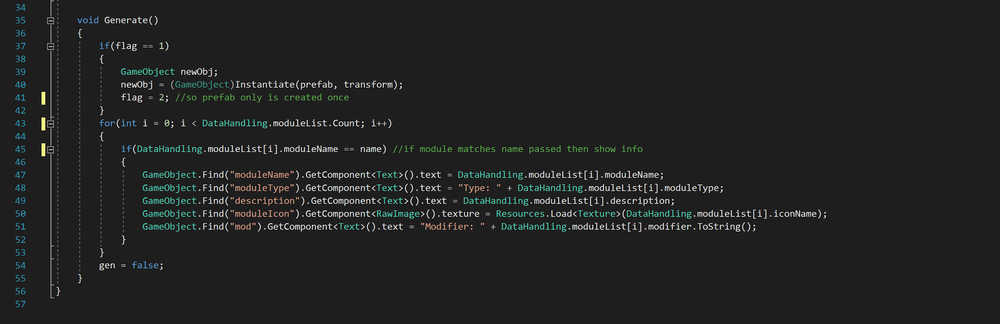 34
35 void Generate()
36 {
37 if(flag == 1)
38 {
39 GameObject newObj;
40 newObj = (GameObject)Instantiate(prefab, transform);
41 flag = 2; //so prefab only is created once
42 }
43 for(int i = 0; i < DataHandling.moduleList.Count; i++)
44 {
45 if(DataHandling.moduleList[i].moduleName == name) //if module matches name passed then show info
46 {
47 GameObject.Find("moduleName").GetComponent<Text>().text = DataHandling.moduleList[i].moduleName;
48 GameObject.Find("moduleType").GetComponent<Text>().text = "Type: " + DataHandling.moduleList[i].moduleType;
49 GameObject.Find("description").GetComponent<Text>().text = DataHandling.moduleList[i].description;
50 GameObject.Find("moduleIcon").GetComponent<RawImage>().texture = Resources.Load<Texture>(DataHandling.moduleList[i].iconName);
51 GameObject.Find("mod").GetComponent<Text>().text = "Modifier: " + DataHandling.moduleList[i].modifier.ToString();
52 }
53 }
54 gen = false;
55 }
56 }
57